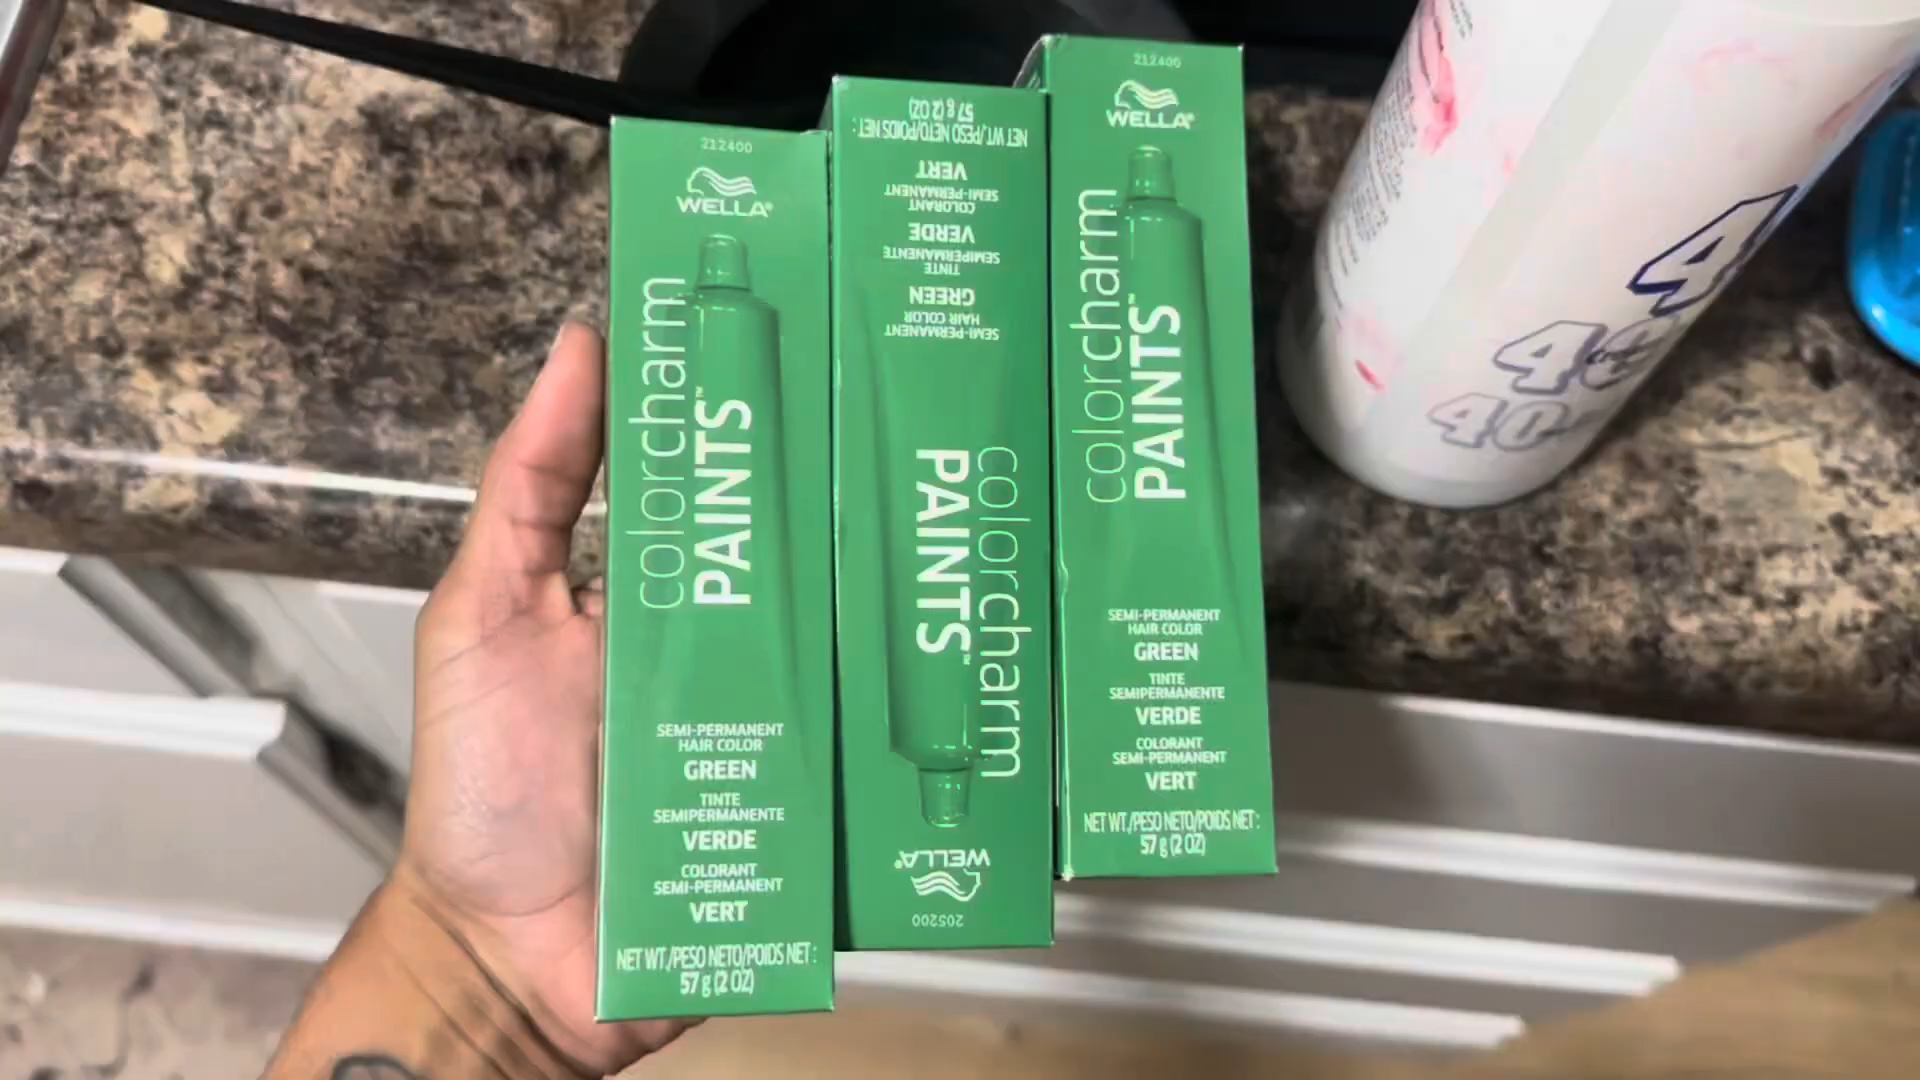 212400
WELLA
colorcharm
PAINTS™
SEMI-PERMANENT
HAIR COLOR
GREEN
TINTE
SEMIPERMANENTE
VERDE
COLORANT
SEMI-PERMANENT
VERT
NET WT./PESO NETO/POIDS NET :
57 g (2 OZ)
205200
WELLA
colorcharm
PAINTS™
SEMI-PERMANENT
HAIR COLOR
GREEN
TINTE
SEMIPERMANENTE
VERDE
COLORANT
SEMI-PERMANENT
VERT
NET WT./PESO NETO/POIDS NET :
57 g (2 OZ)
212400
WELLA
colorcharm
PAINTS™
SEMI-PERMANENT
HAIR COLOR
GREEN
TINTE
SEMIPERMANENTE
VERDE
COLORANT
SEMI-PERMANENT
VERT
NET WT./PESO NETO/POIDS NET :
57 g (2 OZ)
40